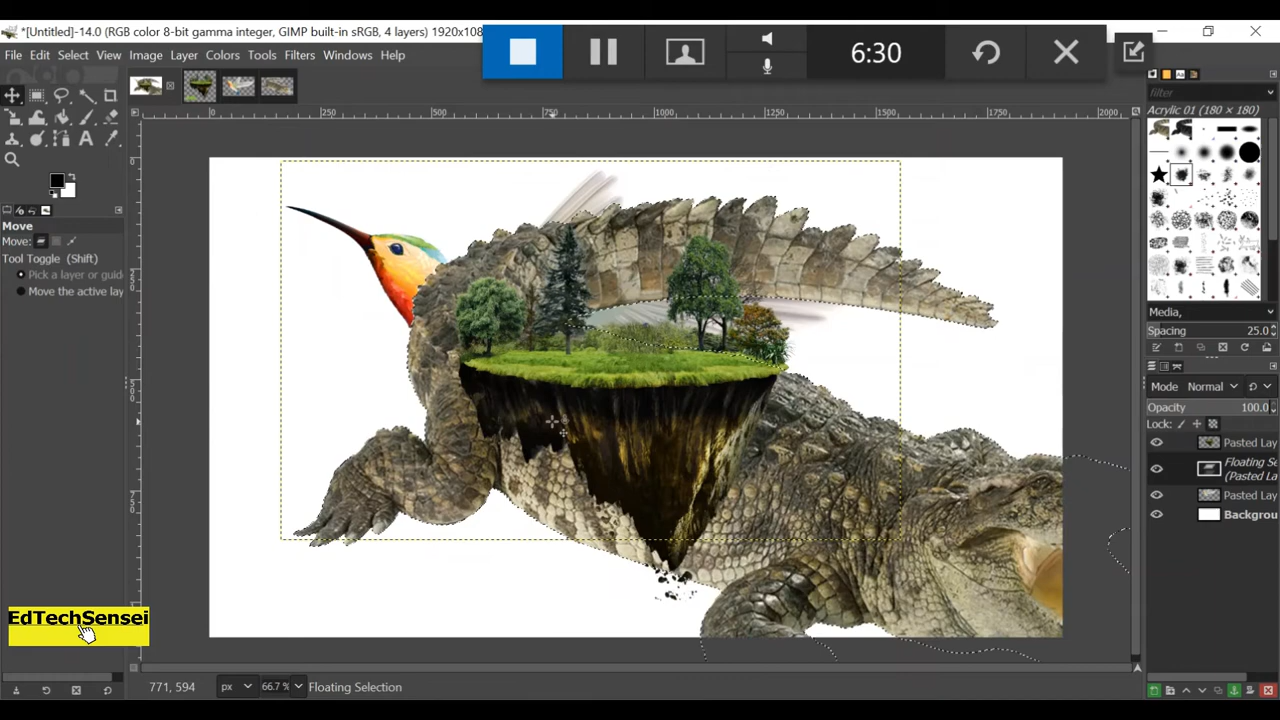 *[Untitled]-14.0 (RGB color 8-bit gamma integer, GIMP built-in sRGB, 4 layers) 1920x108
6:30
File Edit Select View Image Layer Colors Tools Filters Windows Help
filter
Acrylic 01 (180 × 180)
0 250 750 1000 1250 1500 1750 2000
Move
Move:
Tool Toggle (Shift)
Pick a layer or guid
Move the active lay
Media,
Spacing 25.0
Mode Normal
Opacity 100.0
Lock:
Pasted Lay
Floating Se
(Pasted La
Pasted Lay
Backgrou
EdTechSensei
771, 594 px 66.7 % Floating Selection